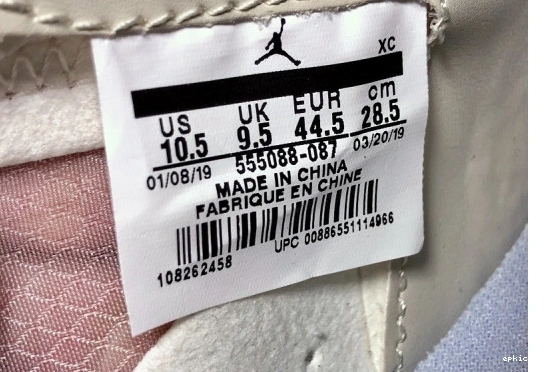 XC
US UK EUR cm
10.5 9.5 44.5 28.5
01/08/19 555088-087 03/20/19
MADE IN CHINA
FABRIQUE EN CHINE
108262458 UPC 00886551114966
epkic